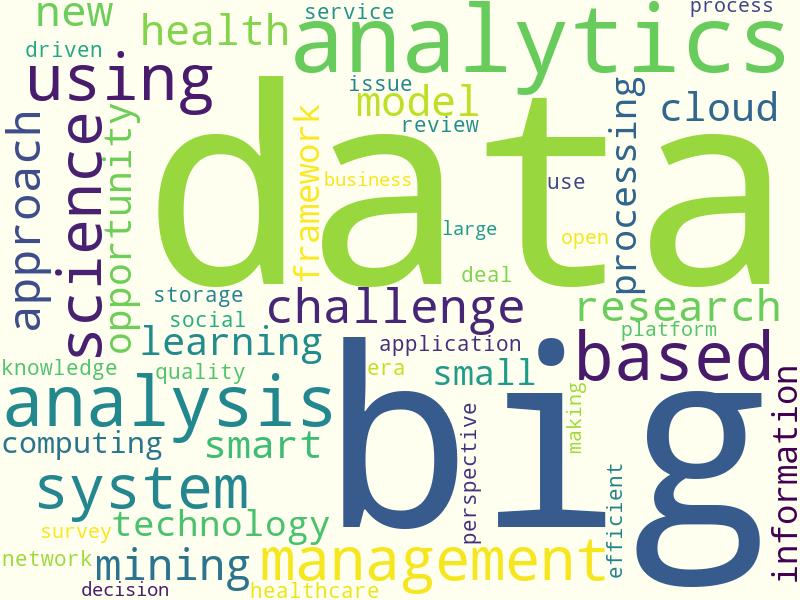 new
health
service
analytics
process
driven
using
issue
model
review
cloud
data
approach
science
opportunity
framework
business
use
processing
large
open
deal
storage
social
challenge
research
platform
learning
application
based
knowledge
quality
era
small
big
analysis
making
information
computing
smart
perspective
system
efficient
survey
technology
network
mining
management
decision
healthcare